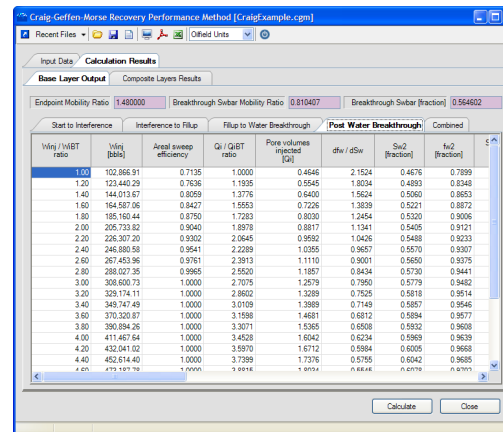 Craig-Geffen-Morse Recovery Performance Method [CraigExample.cgm]
Recent Files Oilfield Units
Input Data Calculation Results
Base Layer Output Composite Layers Results
Endpoint Mobility Ratio 1.480000 Breakthrough Swbar Mobility Ratio 0.810407 Breakthrough Swbar [fraction] 0.564602
Start to Interference Interference to Fillup Fillup to Water Breakthrough Post Water Breakthrough Combined
Winj / WiBT ratio Winj [bbls] Areal sweep efficiency Qi / QiBT ratio Pore volumes injected [Qi] dfw / dSw Sw2 [fraction] fw2 [fraction]
1.00 102,866.91 0.7135 1.0000 0.4646 2.1524 0.4676 0.7899
1.20 123,440.29 0.7636 1.1935 0.5545 1.8034 0.4893 0.8348
1.40 144,013.67 0.8059 1.3776 0.6400 1.5624 0.5060 0.8653
1.60 164,587.06 0.8427 1.5553 0.7226 1.3839 0.5221 0.8872
1.80 185,160.44 0.8750 1.7283 0.8030 1.2454 0.5320 0.9006
2.00 205,733.82 0.9040 1.8978 0.8817 1.1341 0.5405 0.9121
2.20 226,307.20 0.9302 2.0645 0.9592 1.0426 0.5488 0.9233
2.40 246,880.58 0.9541 2.2289 1.0355 0.9657 0.5570 0.9307
2.60 267,453.96 0.9761 2.3913 1.1110 0.9001 0.5650 0.9375
2.80 288,027.35 0.9965 2.5520 1.1857 0.8434 0.5730 0.9441
3.00 308,600.73 1.0000 2.7075 1.2579 0.7950 0.5779 0.9482
3.20 329,174.11 1.0000 2.8602 1.3289 0.7525 0.5818 0.9514
3.40 349,747.49 1.0000 3.0109 1.3989 0.7149 0.5857 0.9546
3.60 370,320.87 1.0000 3.1598 1.4681 0.6812 0.5894 0.9577
3.80 390,894.26 1.0000 3.3071 1.5365 0.6508 0.5932 0.9608
4.00 411,467.64 1.0000 3.4528 1.6042 0.6234 0.5969 0.9639
4.20 432,041.02 1.0000 3.5970 1.6712 0.5984 0.6005 0.9668
4.40 452,614.40 1.0000 3.7399 1.7376 0.5755 0.6042 0.9685
4.60 473,187.78 1.0000 3.8815 1.8034 0.5545 0.6078 0.9702
Calculate Close